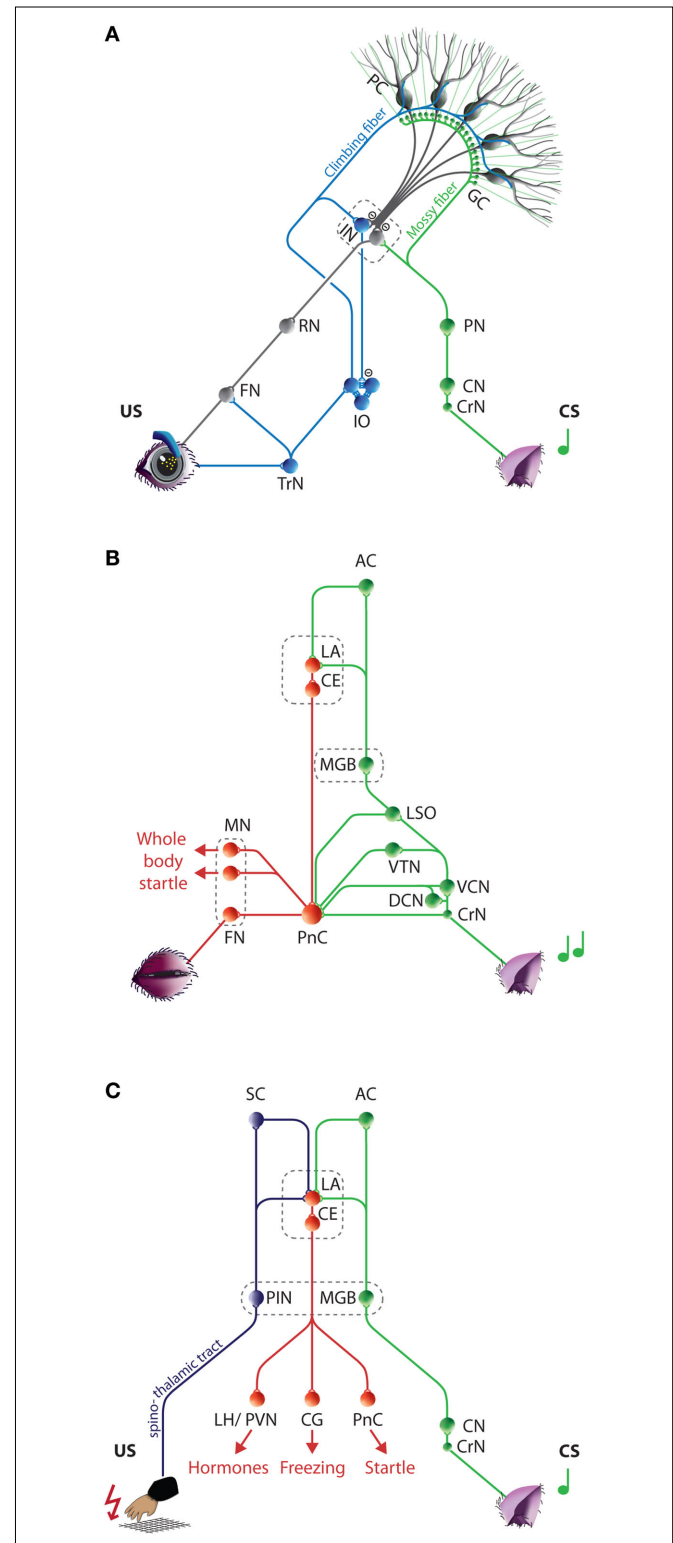 A
PC
Climbing fiber
GC
Mossy fiber
IN
RN
PN
FN
CN
CrN
US
IO
CS
TrN
B
AC
LA
CE
MGB
LSO
MN
Whole
body
startle
VTN
VCN
DCN
CrN
FN
PnC
C
SC
AC
LA
CE
PIN
MGB
spino- thalamic tract
LH/ PVN
CG
PnC
CN
CrN
US
Hormones
Freezing
Startle
CS